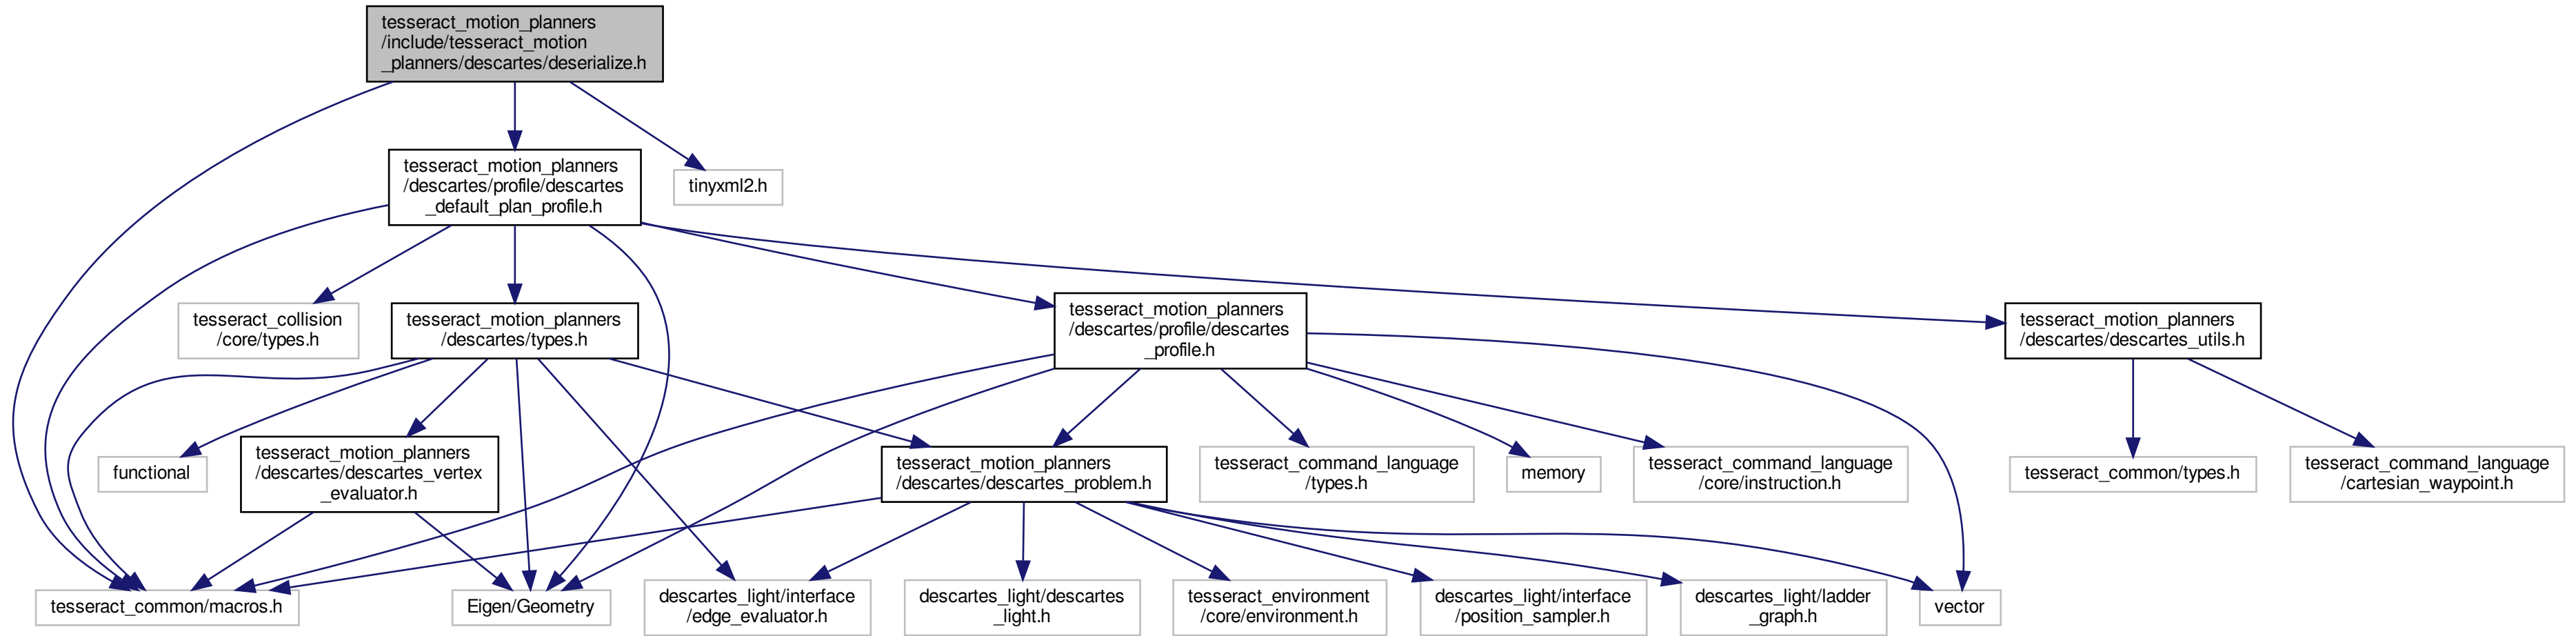 tesseract_motion_planners
/include/tesseract_motion
_planners/descartes/deserialize.h
tesseract_motion_planners
/descartes/profile/descartes
_default_plan_profile.h
tinyxml2.h
tesseract_collision
/core/types.h
tesseract_motion_planners
/descartes/types.h
tesseract_motion_planners
/descartes/profile/descartes
_profile.h
tesseract_motion_planners
/descartes/descartes_utils.h
functional
tesseract_motion_planners
/descartes/descartes_vertex
_evaluator.h
tesseract_motion_planners
/descartes/descartes_problem.h
tesseract_command_language
/types.h
memory
tesseract_command_language
/core/instruction.h
tesseract_common/types.h
tesseract_command_language
/cartesian_waypoint.h
tesseract_common/macros.h
Eigen/Geometry
descartes_light/interface
/edge_evaluator.h
descartes_light/descartes
_light.h
tesseract_environment
/core/environment.h
descartes_light/interface
/position_sampler.h
descartes_light/ladder
_graph.h
vector